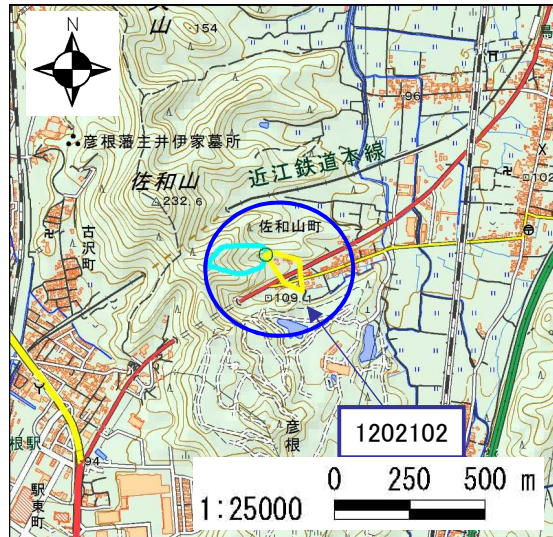 N
山
154
鳥
96
彦根藩主井伊家墓所
近江鉄道本線
佐和山
232.6
102
古沢町
佐和山町
109.1
彦根
1202102
根駅
94
駅東町
0 250 500 m
1:25000